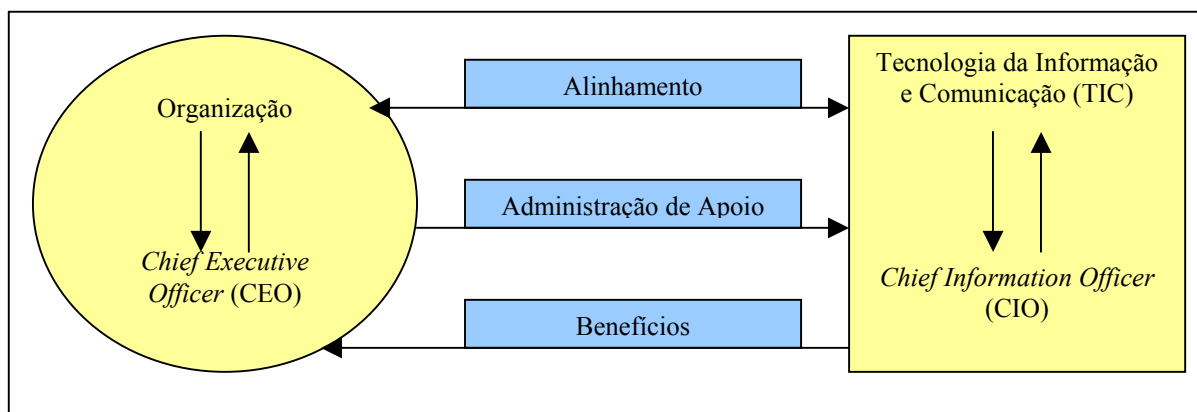 Organização
Chief Executive
Officer (CEO)
Alinhamento
Administração de Apoio
Benefícios
Tecnologia da Informação
e Comunicação (TIC)
Chief Information Officer
(CIO)